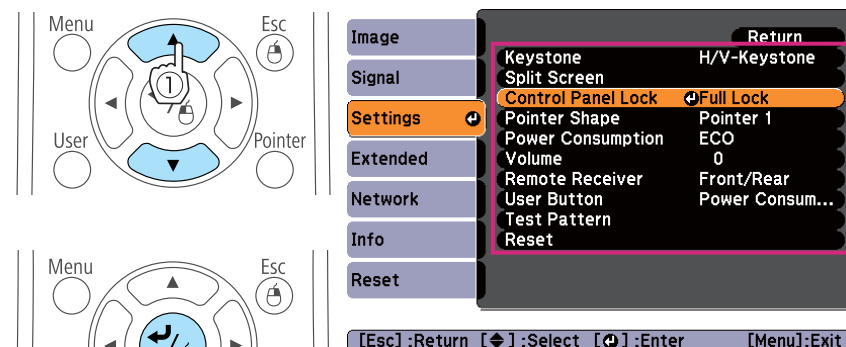 Menu
Esc
1
User
Pointer
Menu
Esc
Image
Signal
Settings
Extended
Network
Info
Reset
Return
Keystone H/V-Keystone
Split Screen
Control Panel Lock Full Lock
Pointer Shape Pointer 1
Power Consumption ECO
Volume 0
Remote Receiver Front/Rear
User Button Power Consum...
Test Pattern
Reset
[Esc] :Return [◆] :Select [⏎] :Enter [Menu]:Exit